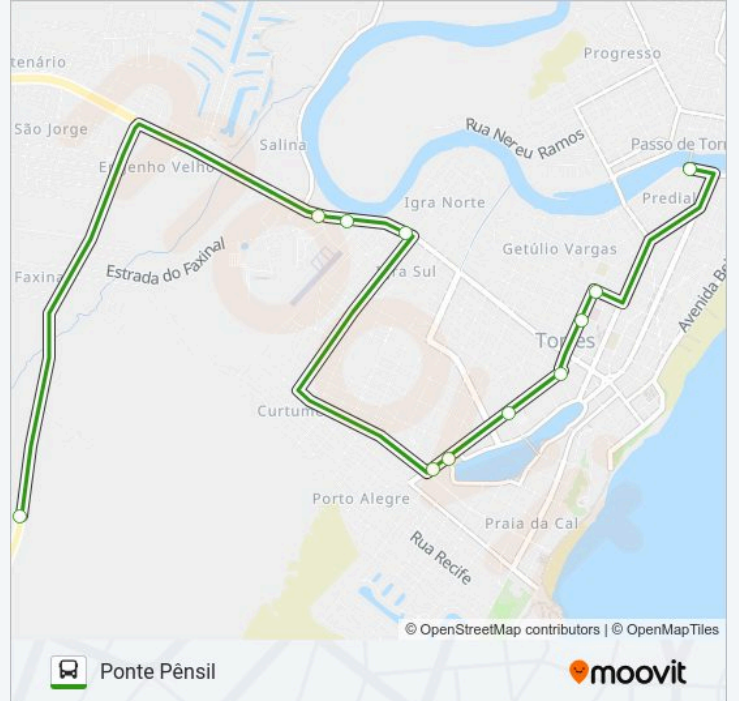 Progresso
tenário
São Jorge
Salina
Rua Nereu Ramos
Passo de Torr
Engenho Velho
Igra Norte
Predial
Getúlio Vargas
Estrada do Faxinal
Faxina
ra Sul
Avenida Be
Torres
Curtume
Porto Alegre
Praia da Cal
Rua Recife
© OpenStreetMap contributors | © OpenMapTiles
Ponte Pênsil
moovit